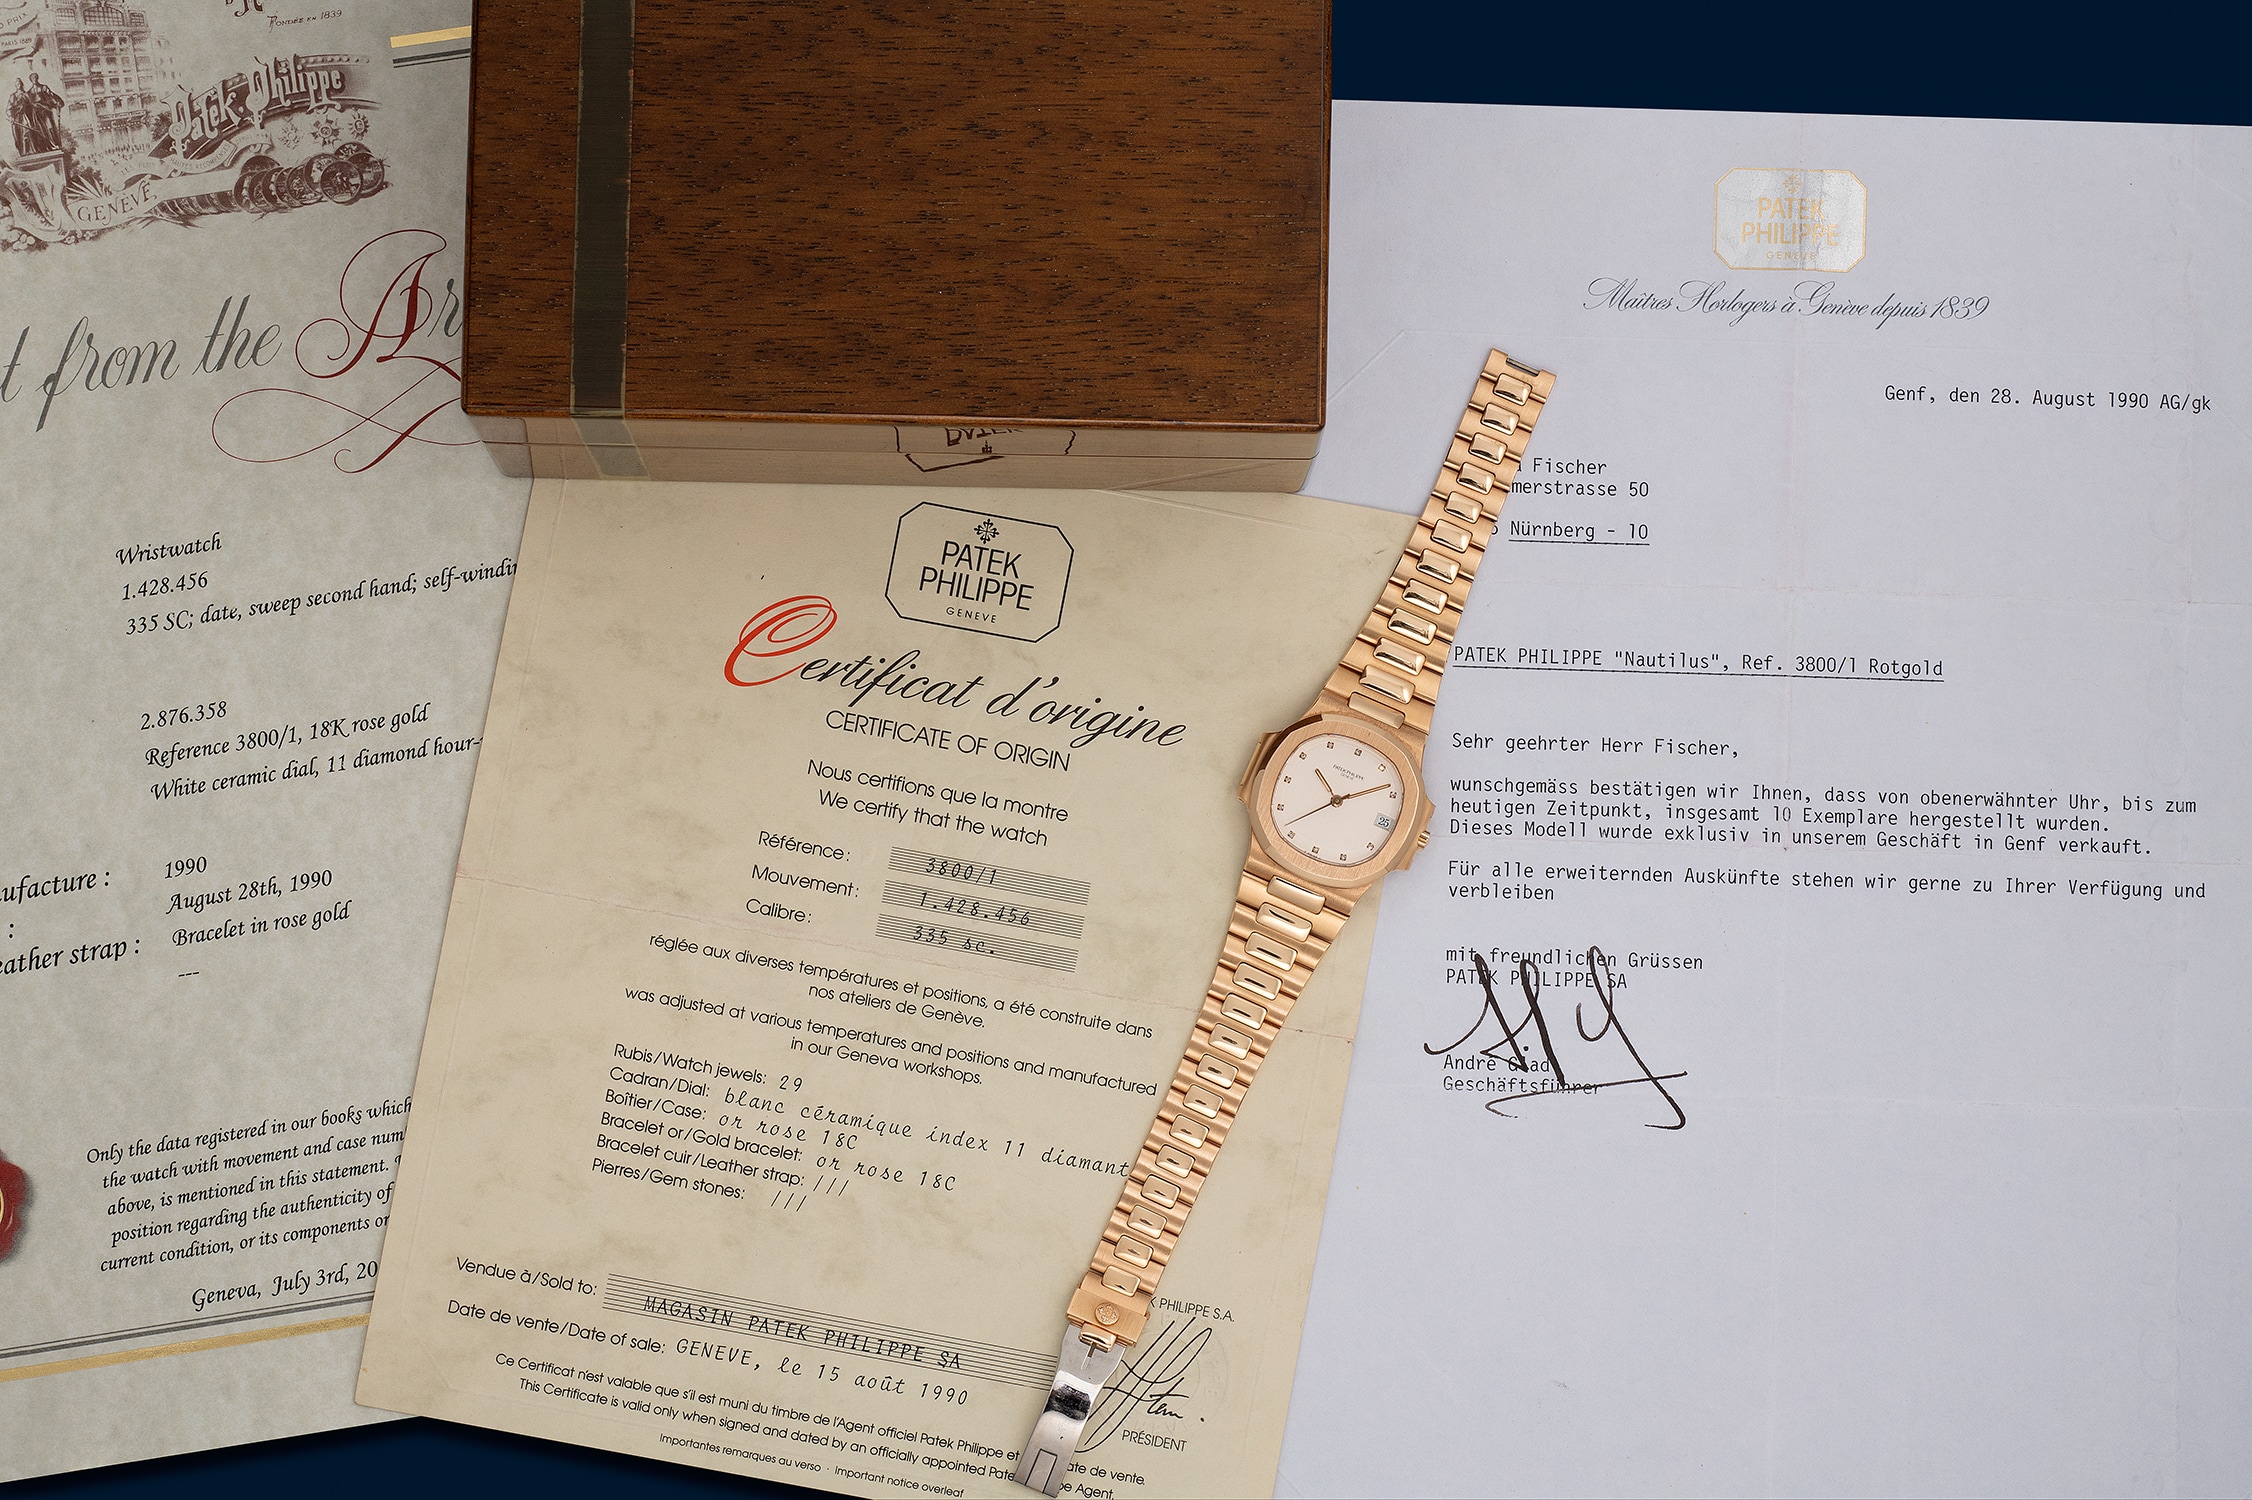 GRAND PRIX
PARIS 1889
FONDÉE EN 1839
Patek. Philippe
GENÈVE
from the
Wristwatch
1.428.456
335 SC; date, sweep second hand;
2.876.358
Reference 3800/1, 18K rose gold
White ceramic dial, 11 diamond
1990
:
August 28th, 1990
strap :
Bracelet in rose gold
---
Only the data registered in our books which
the watch with movement and case
above, is mentioned in this statement.
position regarding the authenticity of
current condition, or its components
Geneva, July 3rd,
PATEK
PHILIPPE
GENEVE
Certificat d'origine
CERTIFICATE OF ORIGIN
Nous certifions que la montre
We certify that the watch
Référence: 3800/1
Mouvement: 1.428.456
Calibre: 335 sc.
réglée aux diverses températures et positions, a été construite dans
nos ateliers de Genève.
was adjusted at various temperatures and positions and manufactured
in our Geneva workshops.
Rubis/Watch jewels: 29
Cadran/Dial: blanc céramique index 11 diamant
Boîtier/Case: or rose 18C
Bracelet or/Gold bracelet: or rose 18C
Bracelet cuir/Leather strap: ///
Pierres/Gem stones: ///
Vendue à/Sold to: MAGASIN PATEK PHILIPPE SA
Date de vente/Date of sale: GENEVE, le 15 août 1990
Ce Certificat n'est valable que s'il est muni du timbre de l'Agent officiel Patek Philippe et
This Certificate is valid only when signed and dated by an officially appointed
Agent.
Importantes remarques au verso · Important notice overleaf
PHILIPPE S.A.
PRÉSIDENT
de vente.
PATEK PHILIPPE
GENEVE
25
PATEK
PHILIPPE
GENEVE
Maîtres Horlogers à Genève depuis 1839
Genf, den 28. August 1990 AG/gk
Fischer
50
Nürnberg - 10
PATEK PHILIPPE "Nautilus", Ref. 3800/1 Rotgold
Sehr geehrter Herr Fischer,
wunschgemäss bestätigen wir Ihnen, dass von obenerwähnter Uhr, bis zum
heutigen Zeitpunkt, insgesamt 10 Exemplare hergestellt wurden.
Dieses Modell wurde exklusiv in unserem Geschäft in Genf verkauft.
Für alle erweiternden Auskünfte stehen wir gerne zu Ihrer Verfügung und
verbleiben
mit freundlichen Grüssen
PATEK PHILIPPE SA
André
Geschäftsführer